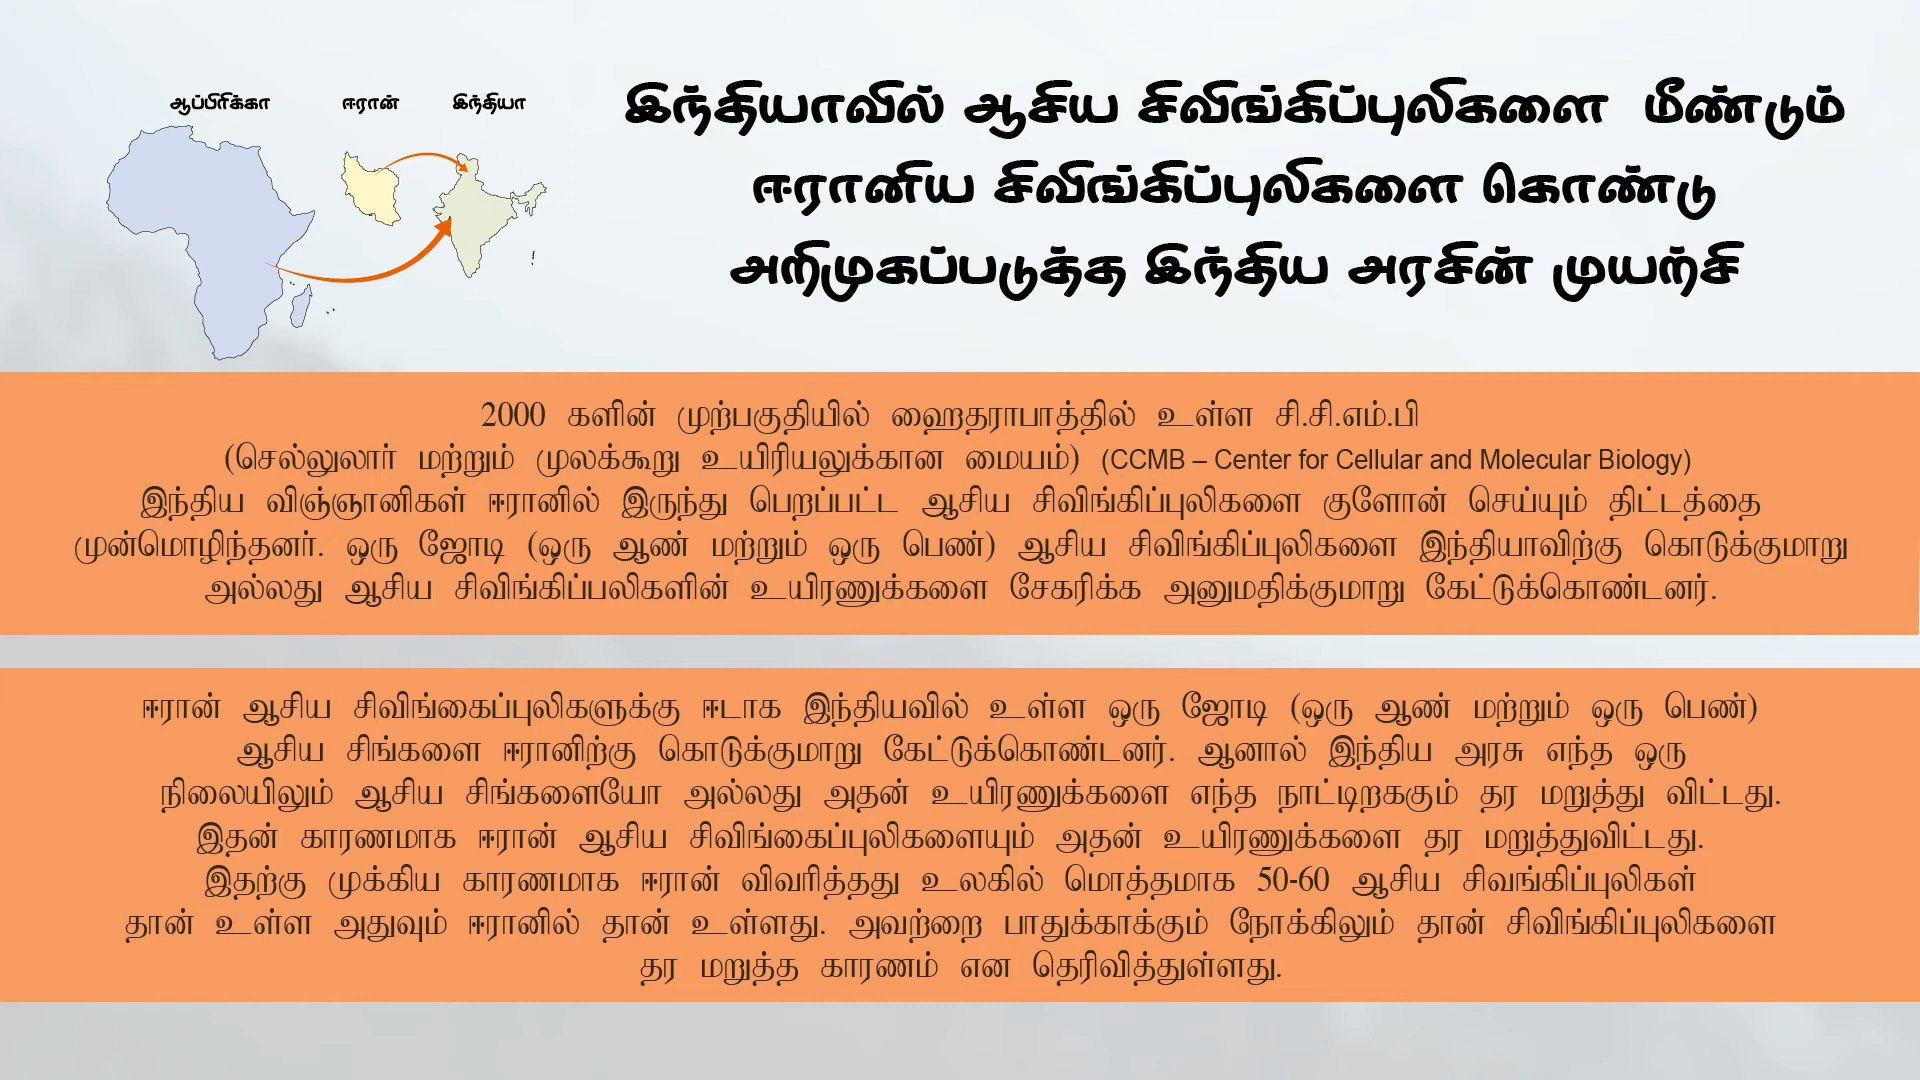 ஆப்பிரிக்கா ஈரான் இந்தியா
இந்தியாவில் ஆசிய சிவிங்கிப்புலிகளை மீண்டும்
ஈரானிய சிவிங்கிப்புலிகளை கொண்டு
அறிமுகப்படுத்த இந்திய அரசின் முயற்சி
2000 களின் முற்பகுதியில் ஹைதராபாத்தில் உள்ள சி.சி.எம்.பி
(செல்லுலார் மற்றும் முலக்கூறு உயிரியலுக்கான மையம்) (CCMB – Center for Cellular and Molecular Biology)
இந்திய விஞ்ஞானிகள் ஈரானில் இருந்து பெறப்பட்ட ஆசிய சிவிங்கிப்புலிகளை குளோன் செய்யும் திட்டத்தை
முன்மொழிந்தனர். ஒரு ஜோடி (ஒரு ஆண் மற்றும் ஒரு பெண்) ஆசிய சிவிங்கிப்புலிகளை இந்தியாவிற்கு கொடுக்குமாறு
அல்லது ஆசிய சிவிங்கிப்பலிகளின் உயிரணுக்களை சேகரிக்க அனுமதிக்குமாறு கேட்டுக்கொண்டனர்.
ஈரான் ஆசிய சிவிங்கைப்புலிகளுக்கு ஈடாக இந்தியவில் உள்ள ஒரு ஜோடி (ஒரு ஆண் மற்றும் ஒரு பெண்)
ஆசிய சிங்களை ஈரானிற்கு கொடுக்குமாறு கேட்டுக்கொண்டனர். ஆனால் இந்திய அரசு எந்த ஒரு
நிலையிலும் ஆசிய சிங்களையோ அல்லது அதன் உயிரணுக்களை எந்த நாட்டிறககும் தர மறுத்து விட்டது.
இதன் காரணமாக ஈரான் ஆசிய சிவிங்கைப்புலிகளையும் அதன் உயிரணுக்களை தர மறுத்துவிட்டது.
இதற்கு முக்கிய காரணமாக ஈரான் விவரித்தது உலகில் மொத்தமாக 50-60 ஆசிய சிவங்கிப்புலிகள்
தான் உள்ள அதுவும் ஈரானில் தான் உள்ளது. அவற்றை பாதுக்காக்கும் நோக்கிலும் தான் சிவிங்கிப்புலிகளை
தர மறுத்த காரணம் என தெரிவித்துள்ளது.